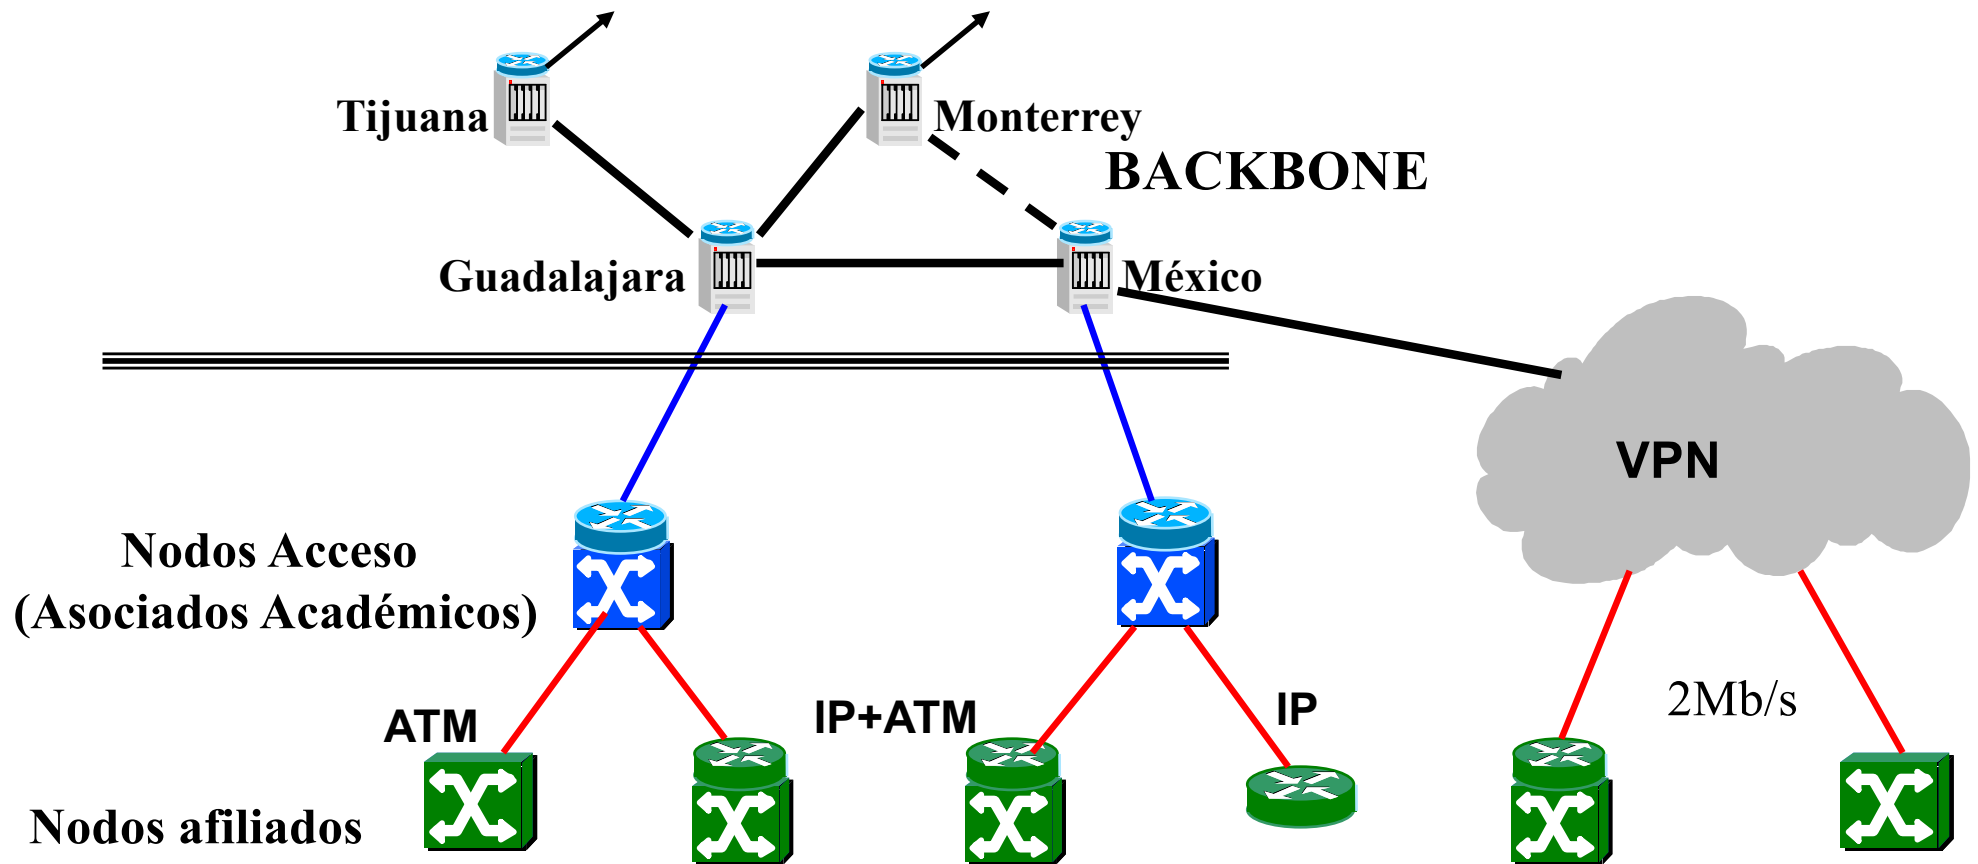 Tijuana
Monterrey
BACKBONE
Guadalajara
México
VPN
Nodos Acceso
(Asociados Académicos)
ATM
IP+ATM
IP
2Mb/s
Nodos afiliados